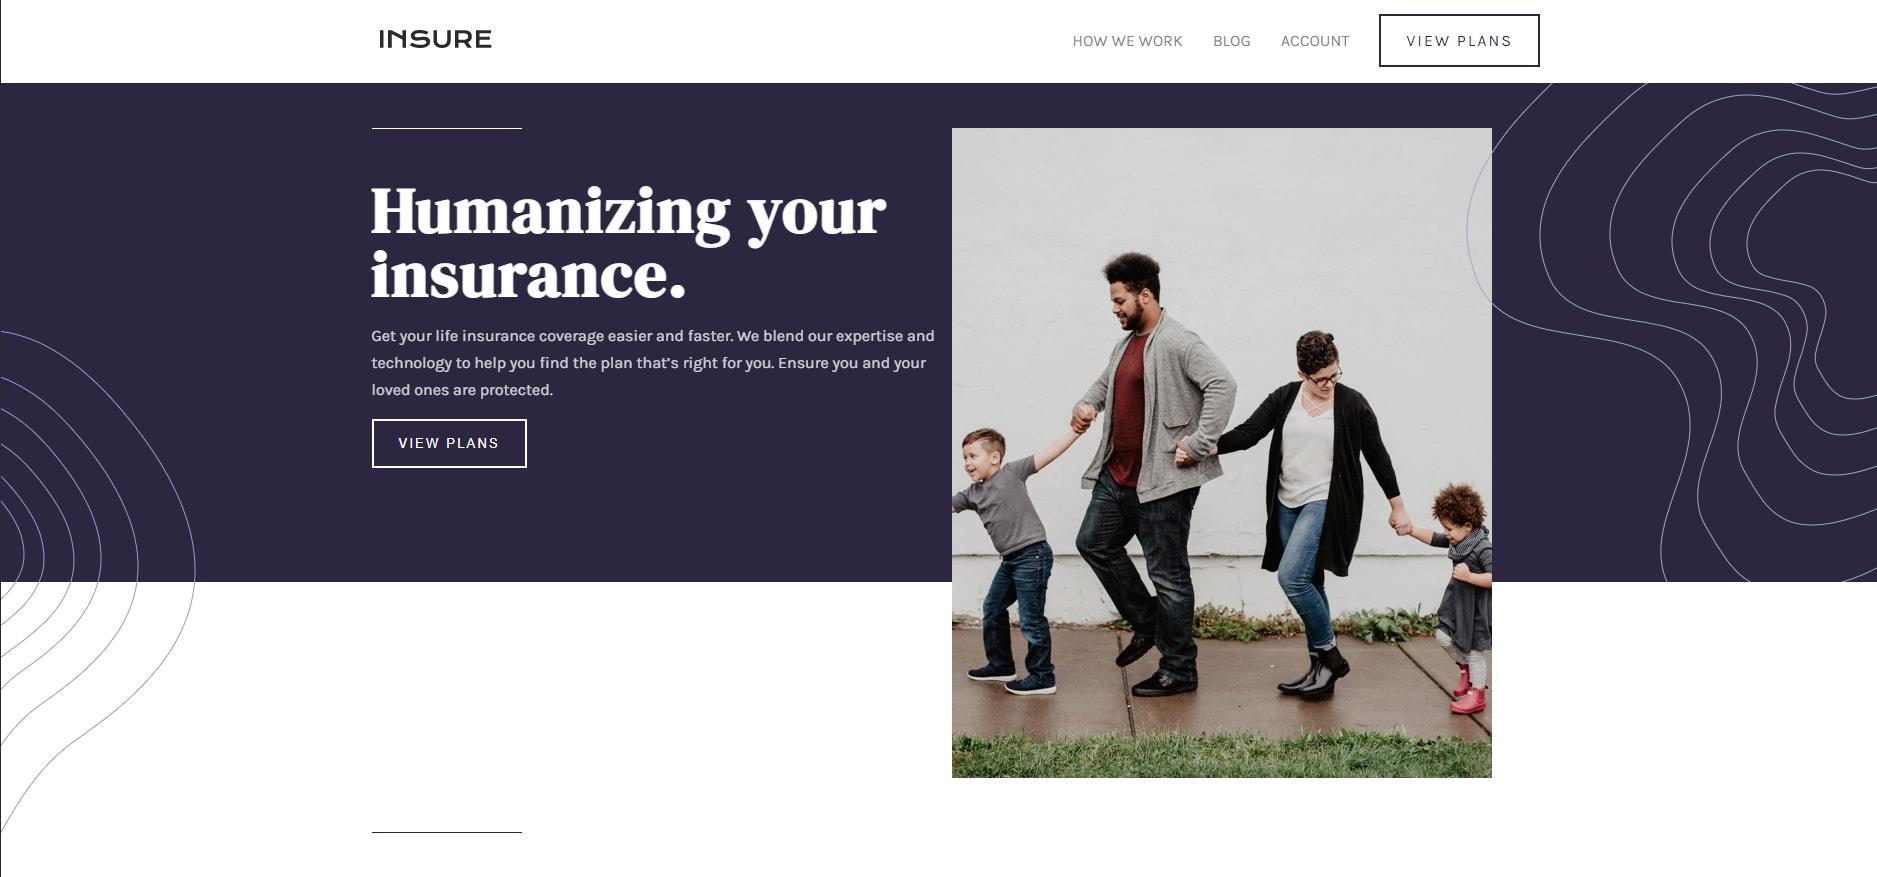 INSURE
HOW WE WORK
BLOG
ACCOUNT
VIEW PLANS
Humanizing your
insurance.
Get your life insurance coverage easier and faster. We blend our expertise and
technology to help you find the plan that’s right for you. Ensure you and your
loved ones are protected.
VIEW PLANS